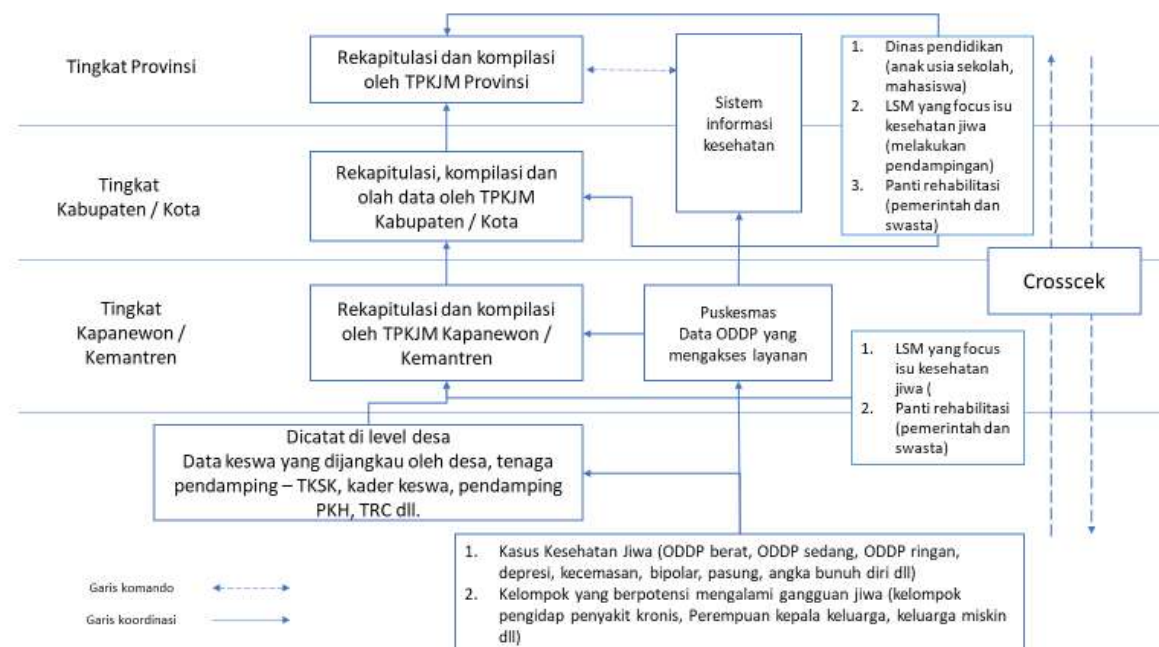 Tingkat Provinsi
Rekapitulasi dan kompilasi
oleh TPKJM Provinsi
Sistem
informasi
kesehatan
1. Dinas pendidikan
(anak usia sekolah,
mahasiswa)
2. LSM yang focus isu
kesehatan jiwa
(melakukan
pendampingan)
3. Panti rehabilitasi
(pemerintah dan
swasta)
Tingkat
Kabupaten / Kota
Rekapitulasi, kompilasi dan
olah data oleh TPKJM
Kabupaten / Kota
Crosscek
Tingkat
Kapanewon /
Kemantren
Rekapitulasi dan kompilasi
oleh TPKJM Kapanewon /
Kemantren
Puskesmas
Data ODDP yang
mengakses layanan
1. LSM yang focus
isu kesehatan
jiwa (
2. Panti rehabilitasi
(pemerintah dan
swasta)
Dicatat di level desa
Data keswa yang dijangkau oleh desa, tenaga
pendamping – TKSK, kader keswa, pendamping
PKH, TRC dll.
1. Kasus Kesehatan Jiwa (ODDP berat, ODDP sedang, ODDP ringan,
depresi, kecemasan, bipolar, pasung, angka bunuh diri dll)
2. Kelompok yang berpotensi mengalami gangguan jiwa (kelompok
pengidap penyakit kronis, Perempuan kepala keluarga, keluarga miskin
dll)
Garis komando
Garis koordinasi